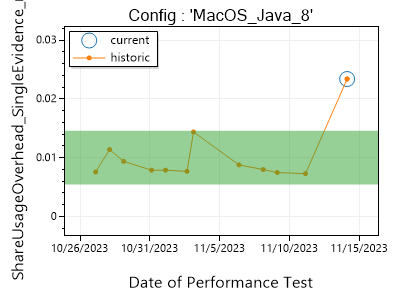 Config : 'MacOS_Java_8'
ShareUsageOverhead_SingleEvidence_
current
historic
0.03
0.02
0.01
0
10/26/2023
10/31/2023
11/5/2023
11/10/2023
11/15/2023
Date of Performance Test